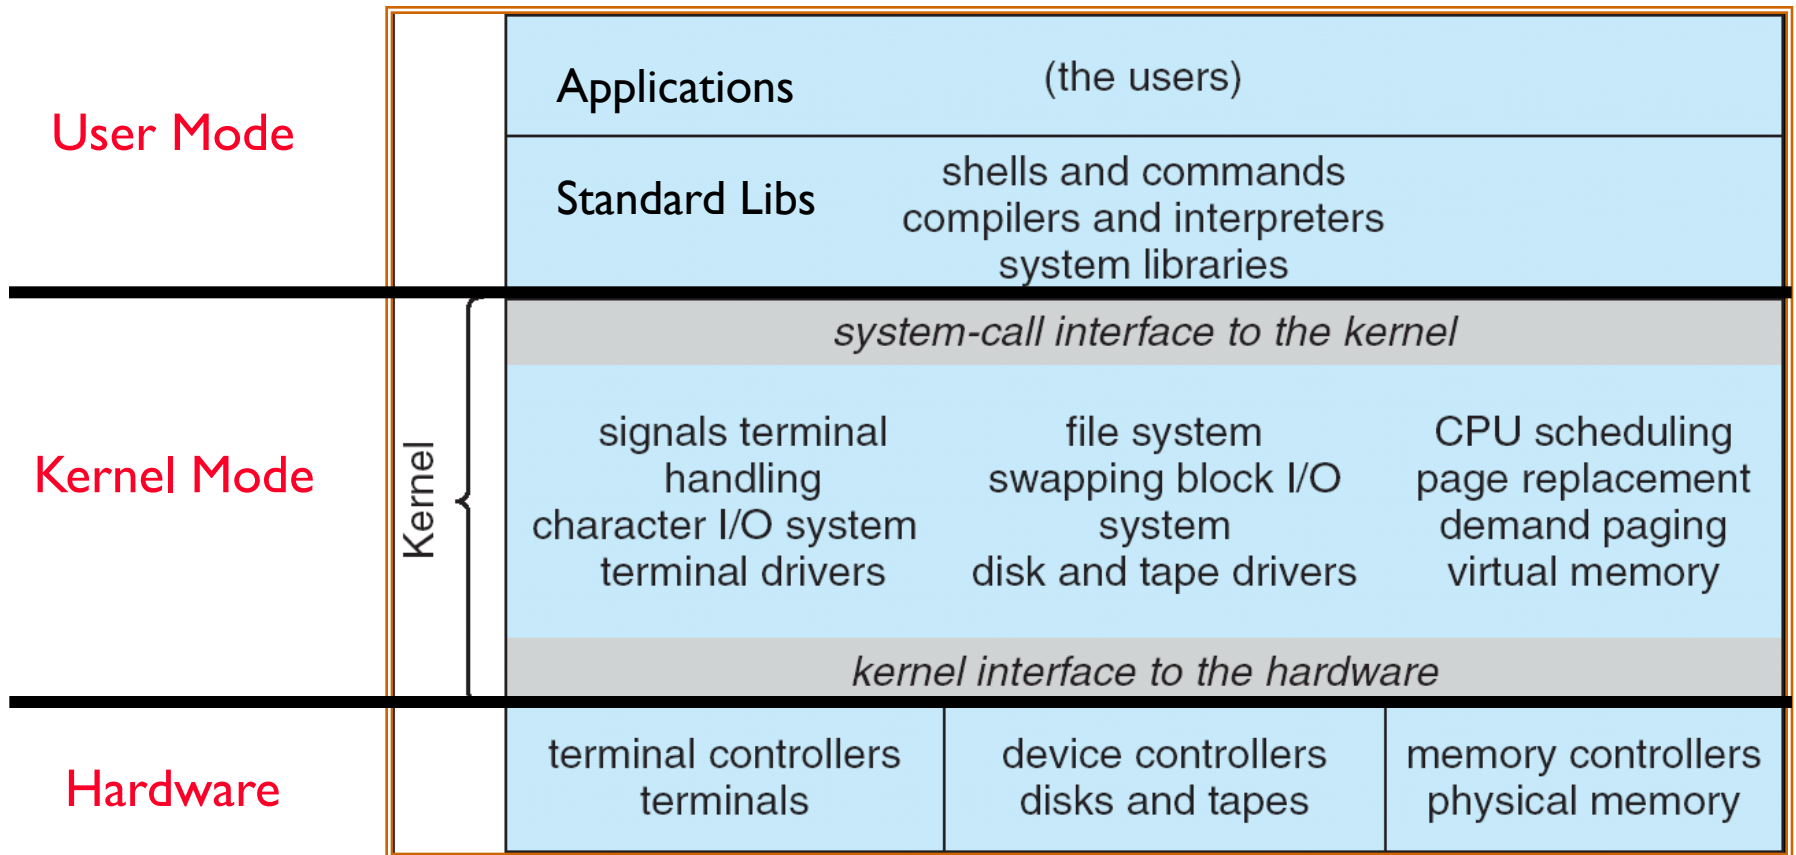 User Mode
Applications
(the users)
Standard Libs
shells and commands
compilers and interpreters
system libraries
Kernel Mode
Kernel
system-call interface to the kernel
signals terminal
handling
character I/O system
terminal drivers
file system
swapping block I/O
system
disk and tape drivers
CPU scheduling
page replacement
demand paging
virtual memory
kernel interface to the hardware
Hardware
terminal controllers
terminals
device controllers
disks and tapes
memory controllers
physical memory